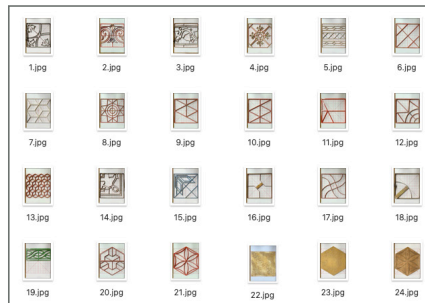 1.jpg 2.jpg 3.jpg 4.jpg 5.jpg 6.jpg
7.jpg 8.jpg 9.jpg 10.jpg 11.jpg 12.jpg
13.jpg 14.jpg 15.jpg 16.jpg 17.jpg 18.jpg
19.jpg 20.jpg 21.jpg 22.jpg 23.jpg 24.jpg